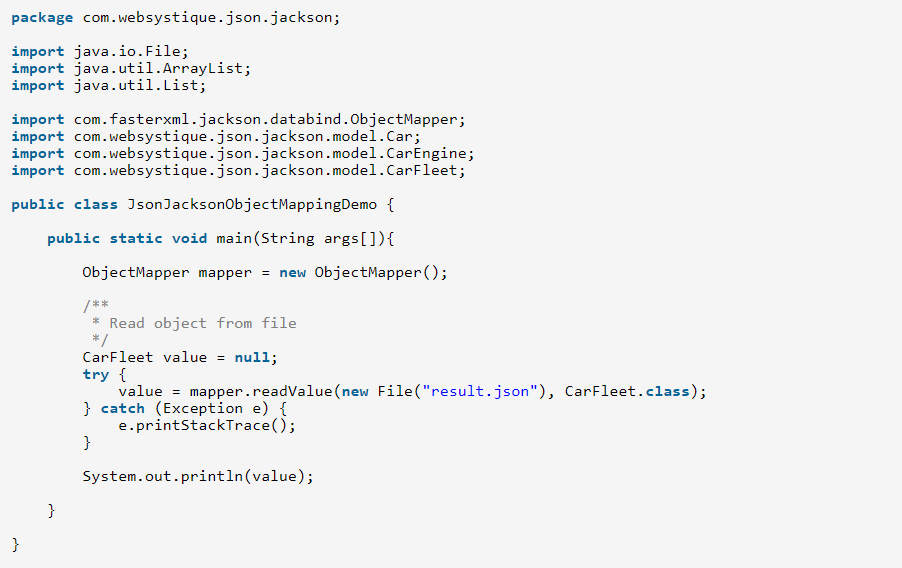 package com.websystique.json.jackson;
import java.io.File;
import java.util.ArrayList;
import java.util.List;
import com.fasterxml.jackson.databind.ObjectMapper;
import com.websystique.json.jackson.model.Car;
import com.websystique.json.jackson.model.CarEngine;
import com.websystique.json.jackson.model.CarFleet;
public class JsonJacksonObjectMappingDemo {
    public static void main(String args[]){
        ObjectMapper mapper = new ObjectMapper();
        /**
         * Read object from file
         */
        CarFleet value = null;
        try {
            value = mapper.readValue(new File("result.json"), CarFleet.class);
        } catch (Exception e) {
            e.printStackTrace();
        }
        System.out.println(value);
    }
}